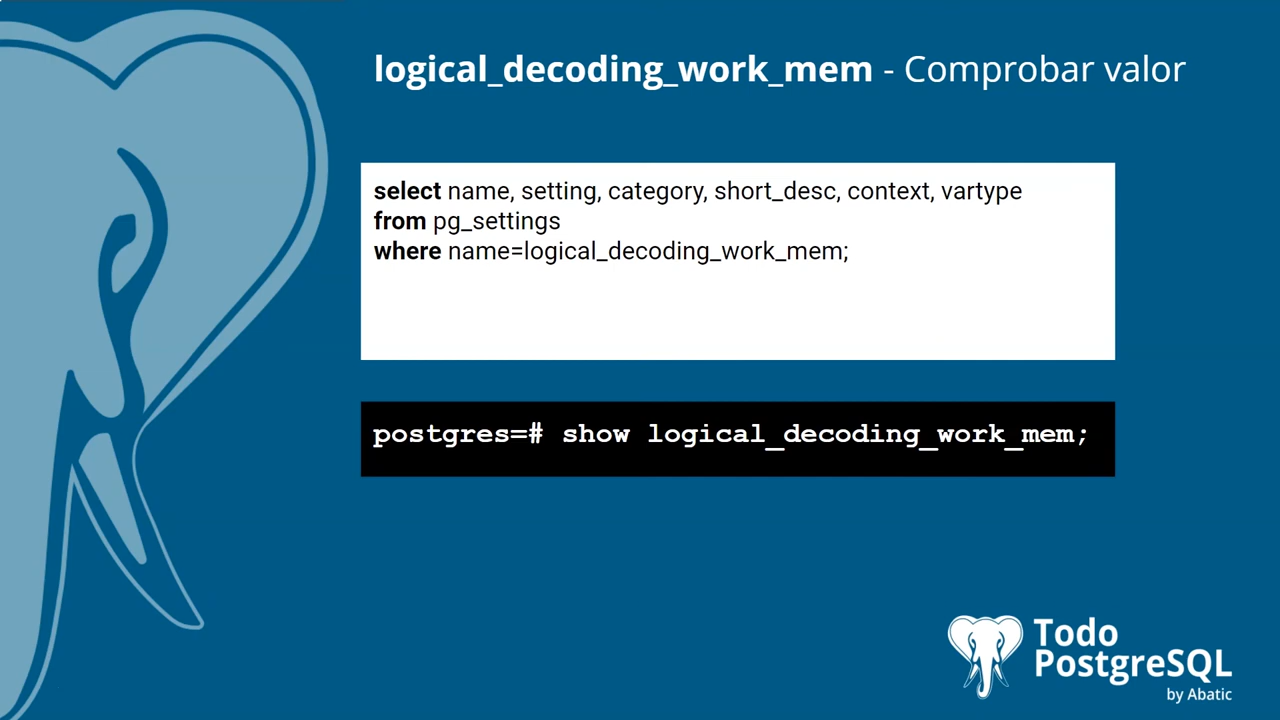 logical_decoding_work_mem - Comprobar valor
select name, setting, category, short_desc, context, vartype
from pg_settings
where name=logical_decoding_work_mem;
postgres=# show logical_decoding_work_mem;
Todo
PostgreSQL
by Abatic